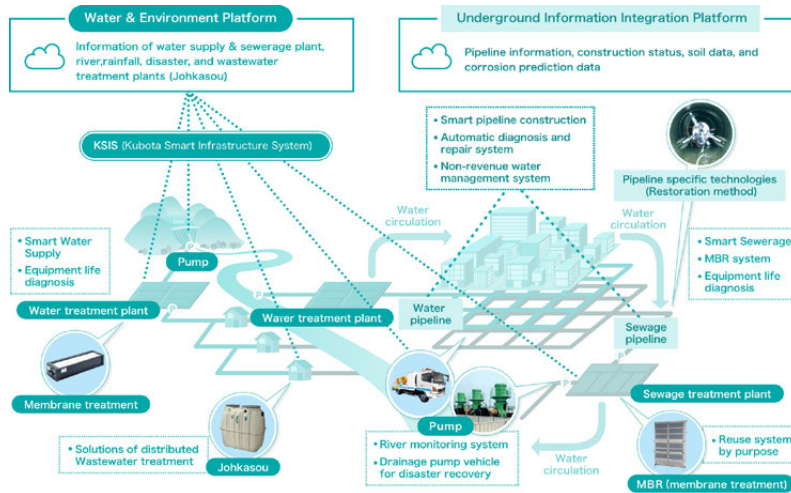 Water & Environment Platform
Information of water supply & sewerage plant,
river,rainfall, disaster, and wastewater
treatment plants (Johkasou)
Underground Information Integration Platform
Pipeline information, construction status, soil data, and
corrosion prediction data
KSIS (Kubota Smart Infrastructure System)
• Smart pipeline construction
• Automatic diagnosis and
repair system
• Non-revenue water
management system
Pipeline specific technologies
(Restoration method)
• Smart Water
Supply
• Equipment life
diagnosis
P
Pump
Water
circulation
Water
circulation
• Smart Sewerage
• MBR system
• Equipment life
diagnosis
Water treatment plant
P
P
Water treatment plant
Water
pipeline
Sewage
pipeline
P
Membrane treatment
P
Sewage treatment plant
• Solutions of distributed
Wastewater treatment
Johkasou
Pump
• River monitoring system
• Drainage pump vehicle
for disaster recovery
Water
circulation
• Reuse system
by purpose
MBR (membrane treatment)